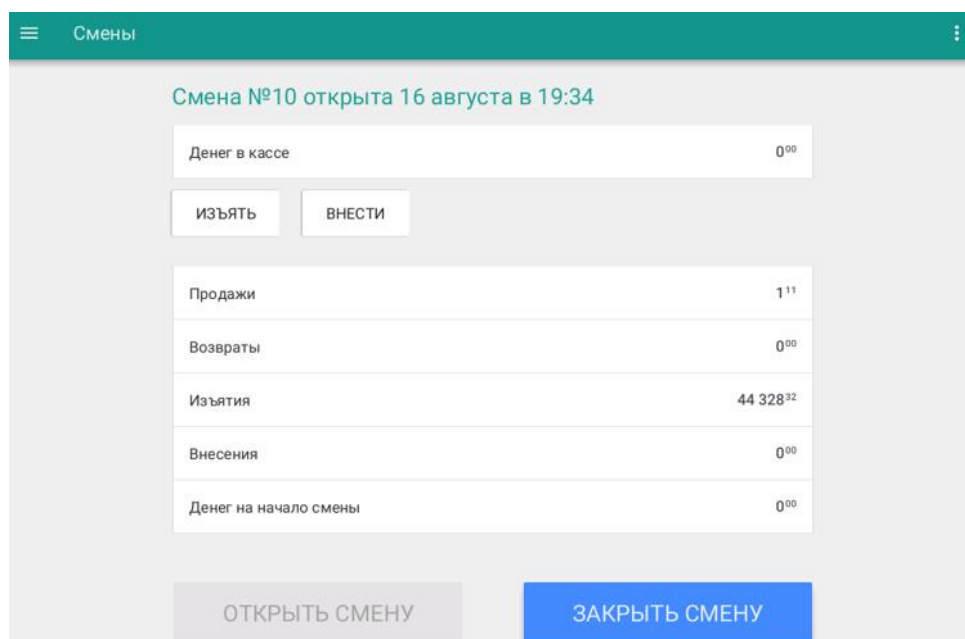 Смены
Смена №10 открыта 16 августа в 19:34
Денег в кассе 0⁰⁰
ИЗЪЯТЬ ВНЕСТИ
Продажи 1¹¹
Возвраты 0⁰⁰
Изъятия 44 328³²
Внесения 0⁰⁰
Денег на начало смены 0⁰⁰
ОТКРЫТЬ СМЕНУ ЗАКРЫТЬ СМЕНУ